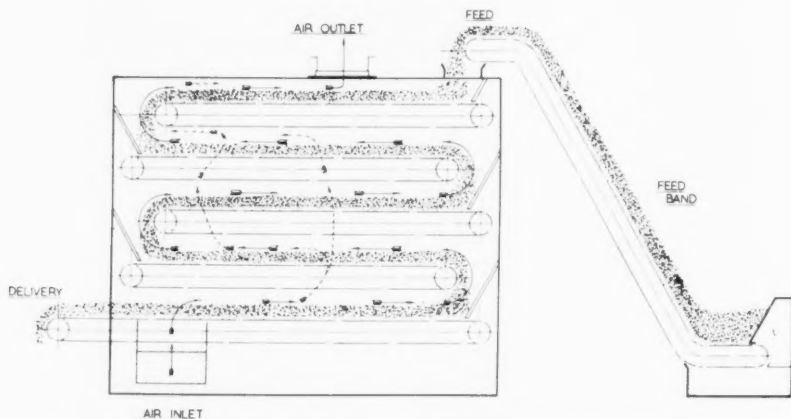 FEED
AIR OUTLET
FEED
BAND
DELIVERY
AIR INLET